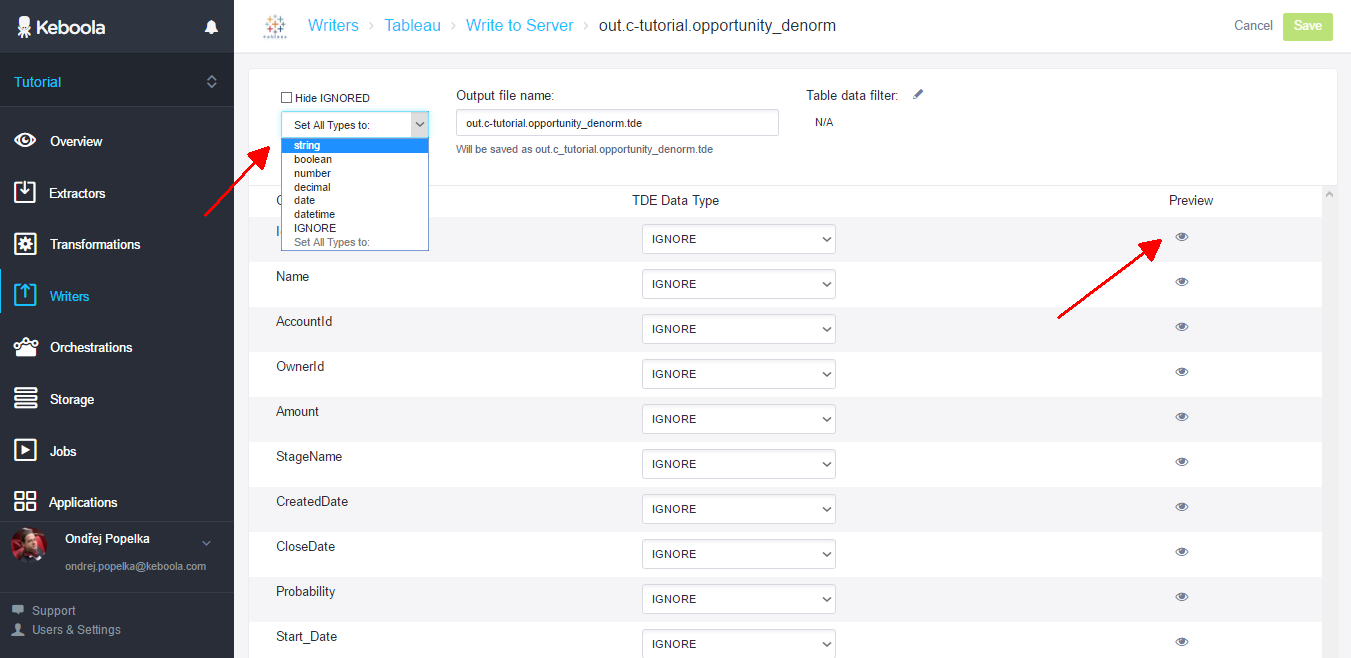 Keboola
Tutorial
Overview
Extractors
Transformations
Writers
Orchestrations
Storage
Jobs
Applications
Ondřej Popelka
ondrej.popelka@keboola.com
Support
Users & Settings
Writers › Tableau › Write to Server › out.c-tutorial.opportunity_denorm
Cancel Save
Hide IGNORED
Set All Types to:
string
boolean
number
decimal
date
datetime
IGNORE
Set All Types to:
Output file name:
out.c-tutorial.opportunity_denorm.tde
Will be saved as out.c_tutorial.opportunity_denorm.tde
Table data filter:
N/A
TDE Data Type Preview
IGNORE
Name IGNORE
AccountId IGNORE
OwnerId IGNORE
Amount IGNORE
StageName IGNORE
CreatedDate IGNORE
CloseDate IGNORE
Probability IGNORE
Start_Date IGNORE